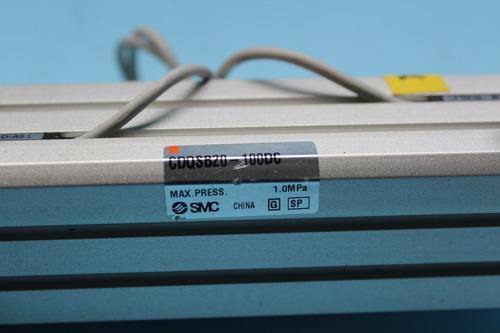 CDQSB20-100DC
MAX.PRESS. 1.0MPa
SMC CHINA G SP